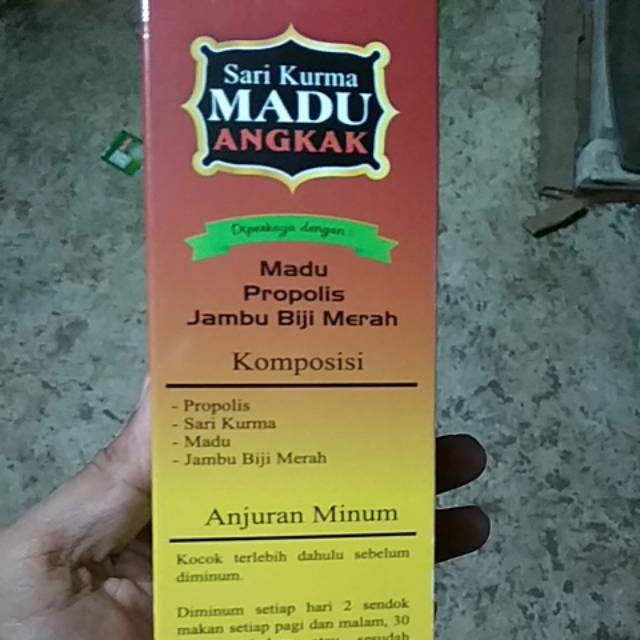 Sari Kurma
MADU
ANGKAK
Diperkaya dengan :
Madu
Propolis
Jambu Biji Merah
Komposisi
- Propolis
- Sari Kurma
- Madu
- Jambu Biji Merah
Anjuran Minum
Kocok terlebih dahulu sebelum
diminum.
Diminum setiap hari 2 sendok
makan setiap pagi dan malam, 30
sesudah